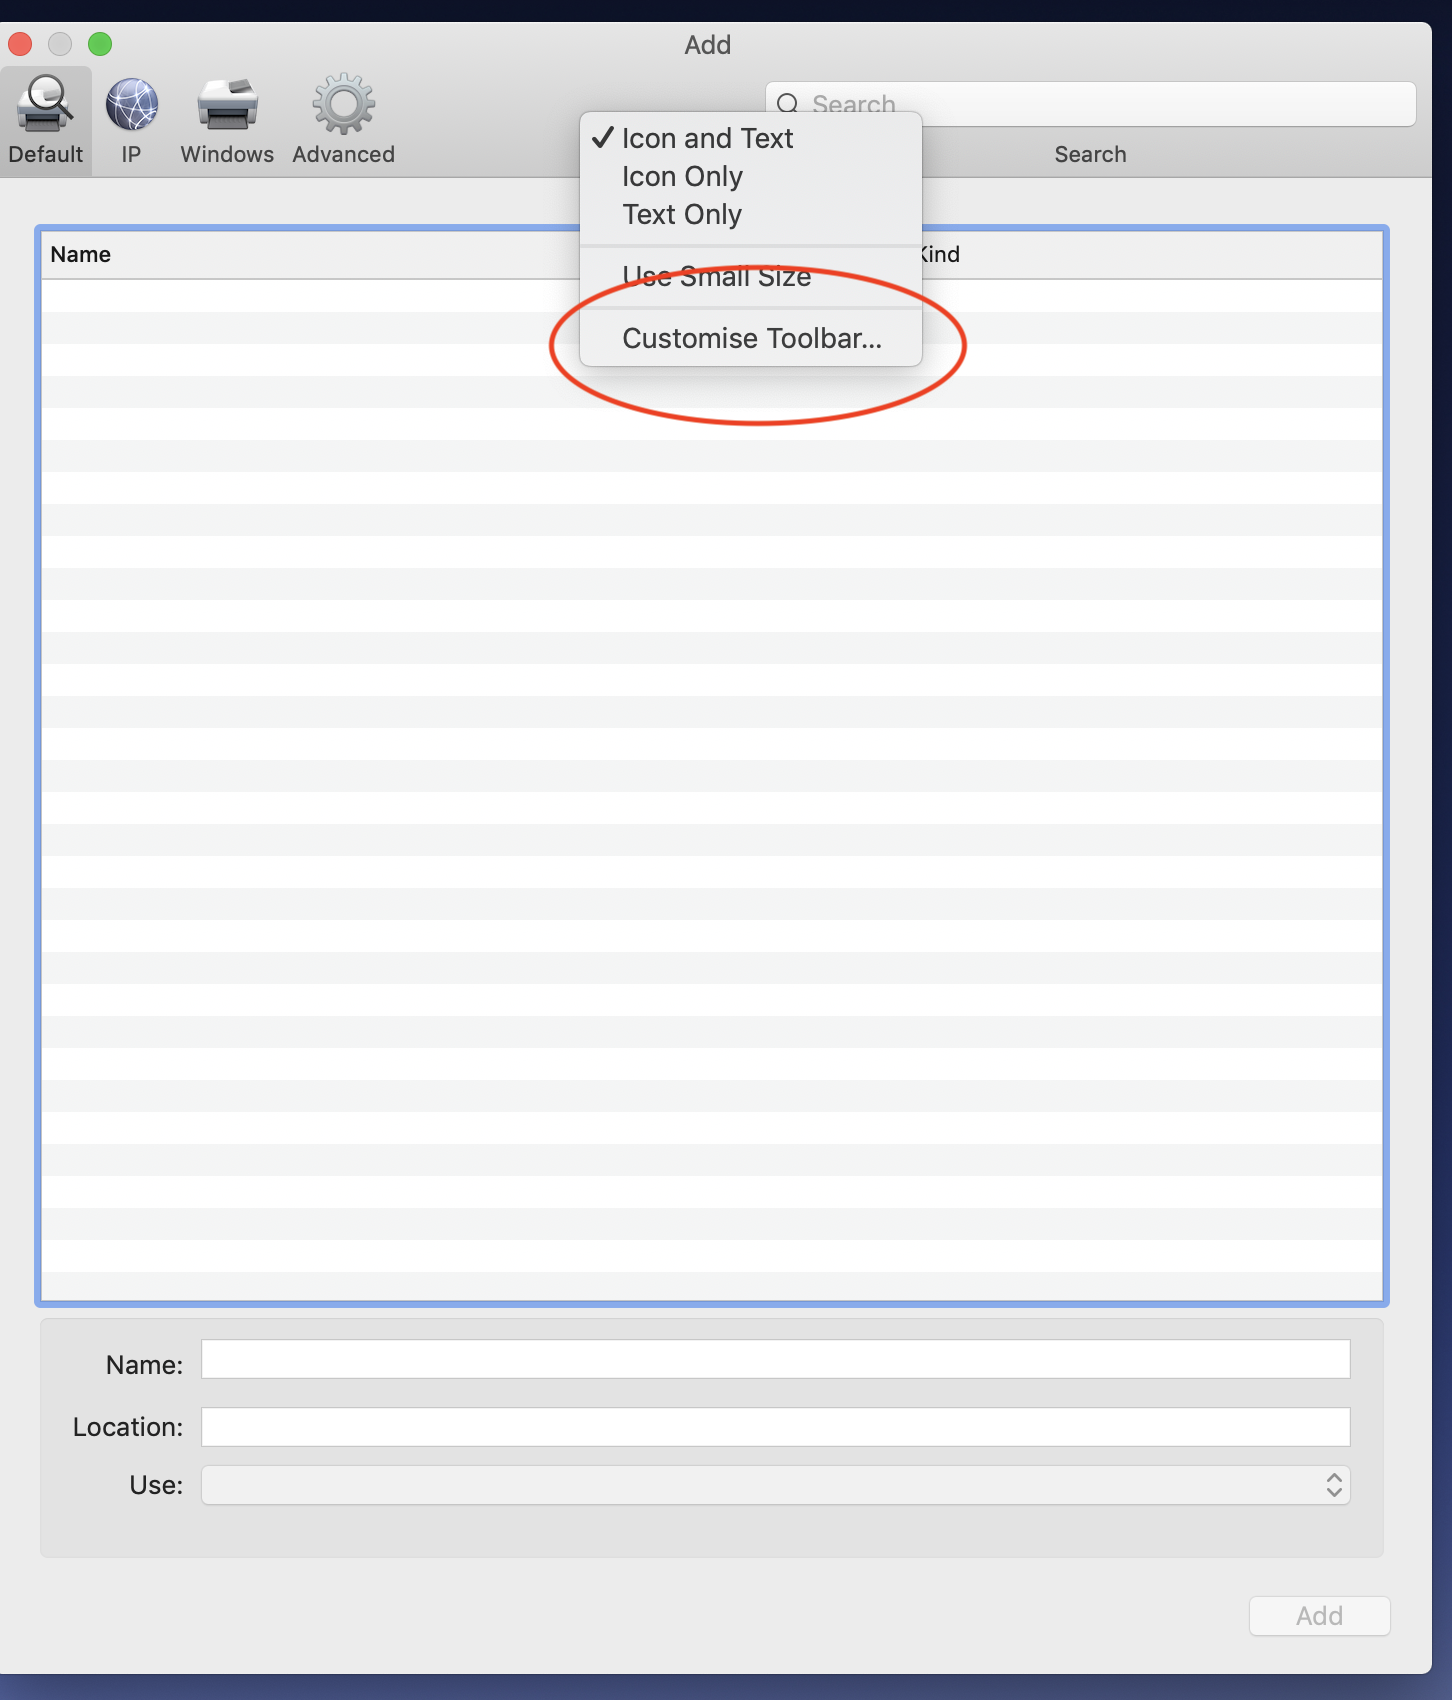 Add
Default
IP
Windows
Advanced
Search
Search
✓ Icon and Text
Icon Only
Text Only
Use Small Size
Customise Toolbar...
Name
Kind
Name:
Location:
Use:
Add